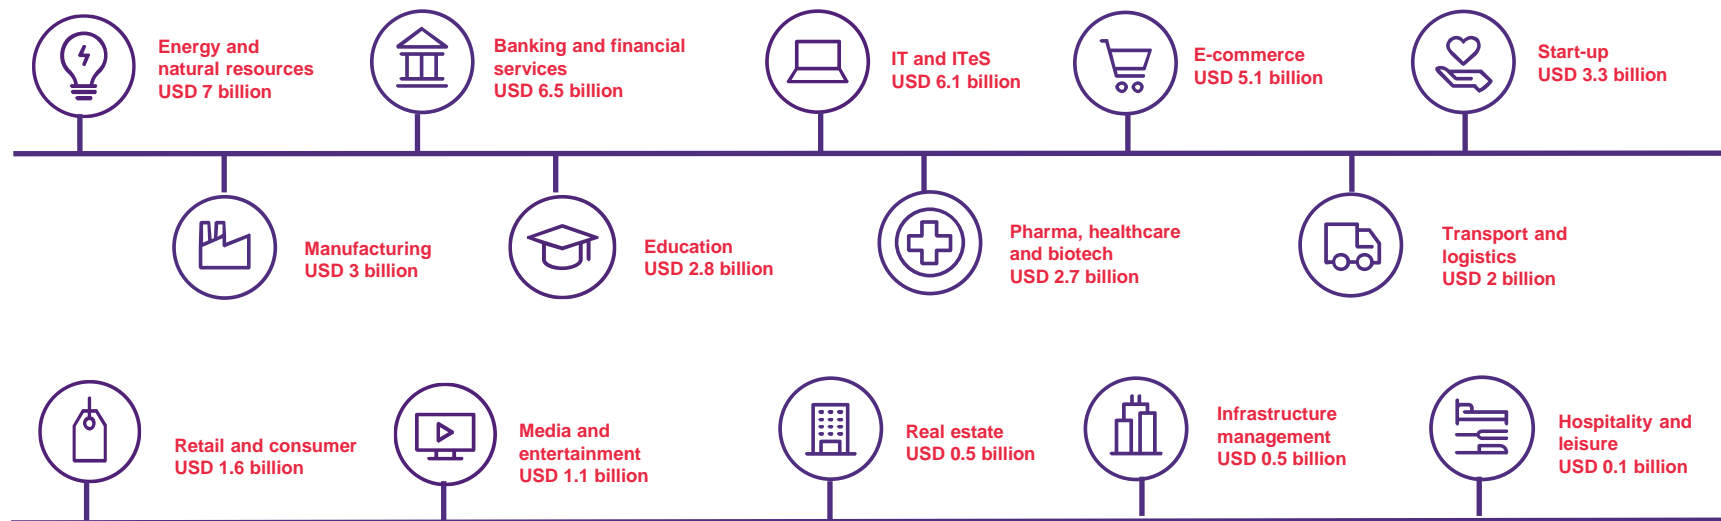 Energy and
natural resources
USD 7 billion
Banking and financial
services
USD 6.5 billion
IT and ITeS
USD 6.1 billion
E-commerce
USD 5.1 billion
Start-up
USD 3.3 billion
Manufacturing
USD 3 billion
Education
USD 2.8 billion
Pharma, healthcare
and biotech
USD 2.7 billion
Transport and
logistics
USD 2 billion
Retail and consumer
USD 1.6 billion
Media and
entertainment
USD 1.1 billion
Real estate
USD 0.5 billion
Infrastructure
management
USD 0.5 billion
Hospitality and
leisure
USD 0.1 billion